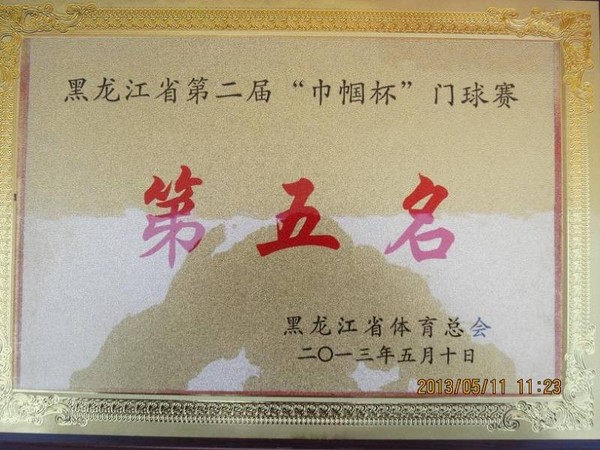 黑龙江省第二届“巾帼杯”门球赛
第五名
黑龙江省体育总会
二〇一三年五月十日
2013/05/11 11:23